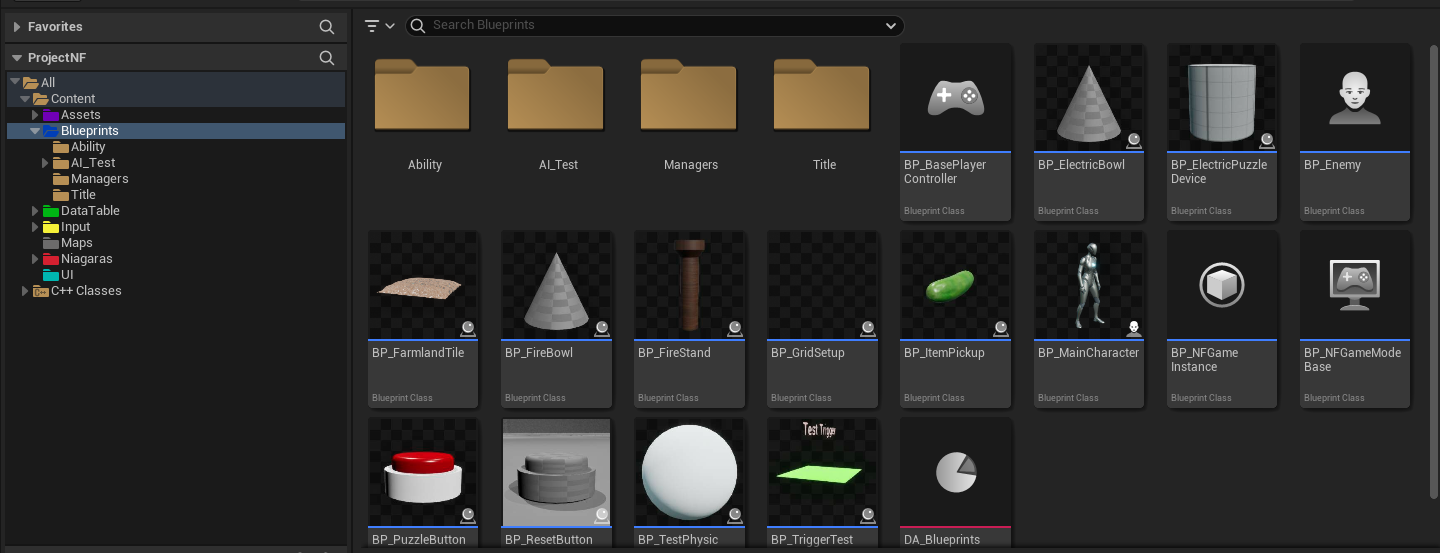 Favorites
Search Blueprints
ProjectNF
All
Content
Assets
Blueprints
Ability
AI_Test
Managers
Title
DataTable
Input
Maps
Niagaras
UI
C++ Classes
Ability
AI_Test
Managers
Title
BP_BasePlayer
Controller
Blueprint Class
BP_ElectricBowl
Blueprint Class
BP_ElectricPuzzle
Device
Blueprint Class
BP_Enemy
Blueprint Class
BP_FarmlandTile
Blueprint Class
BP_FireBowl
Blueprint Class
BP_FireStand
Blueprint Class
BP_GridSetup
Blueprint Class
BP_ItemPickup
Blueprint Class
BP_MainCharacter
Blueprint Class
BP_NFGame
Instance
Blueprint Class
BP_NFGameMode
Base
Blueprint Class
BP_PuzzleButton
BP_ResetButton
BP_TestPhysic
Test Trigger
BP_TriggerTest
DA_Blueprints